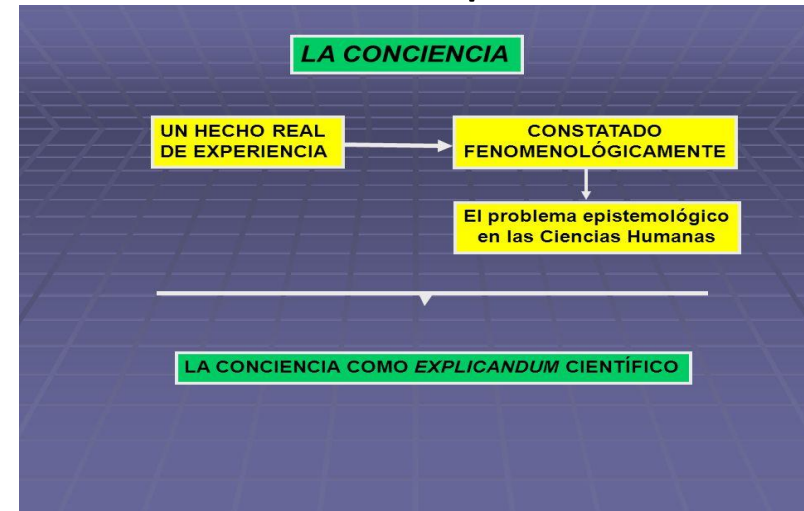 LA CONCIENCIA
UN HECHO REAL
DE EXPERIENCIA
CONSTATADO
FENOMENOLÓGICAMENTE
El problema epistemológico
en las Ciencias Humanas
LA CONCIENCIA COMO EXPLICANDUM CIENTÍFICO